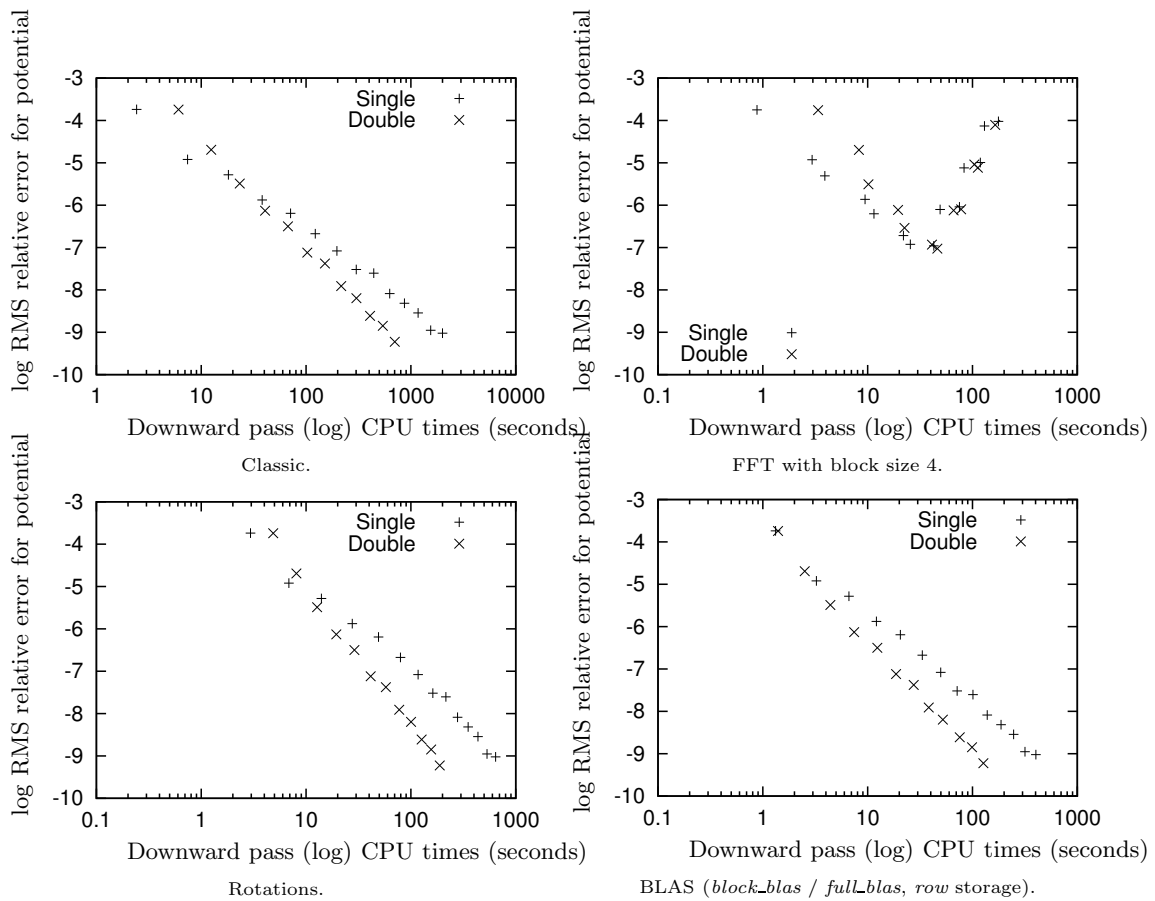 log RMS relative error for potential
-3
-4
-5
-6
-7
-8
-9
-10
1
10
100
1000
10000
Single
Double
Downward pass (log) CPU times (seconds)
Classic.
log RMS relative error for potential
-3
-4
-5
-6
-7
-8
-9
-10
0.1
1
10
100
1000
Single
Double
Downward pass (log) CPU times (seconds)
FFT with block size 4.
log RMS relative error for potential
-3
-4
-5
-6
-7
-8
-9
-10
0.1
1
10
100
1000
Single
Double
Downward pass (log) CPU times (seconds)
Rotations.
log RMS relative error for potential
-3
-4
-5
-6
-7
-8
-9
-10
0.1
1
10
100
1000
Single
Double
Downward pass (log) CPU times (seconds)
BLAS (block_blas / full_blas, row storage).